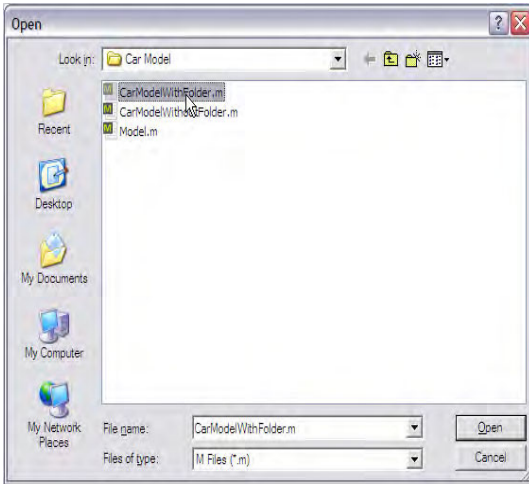 Open
Look in: Car Model
CarModelWithFolder.m
CarModelWithoutFolder.m
Model.m
Recent
Desktop
My Documents
My Computer
My Network Places
File name: CarModelWithFolder.m Open
Files of type: M Files (*.m) Cancel